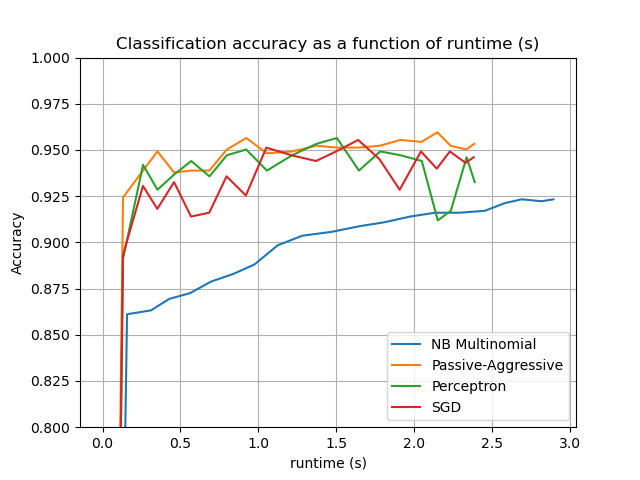 Classification accuracy as a function of runtime (s)
1.000
0.975
0.950
0.925
0.900
0.875
0.850
0.825
0.800
Accuracy
NB Multinomial
Passive-Aggressive
Perceptron
SGD
0.0 0.5 1.0 1.5 2.0 2.5 3.0
runtime (s)